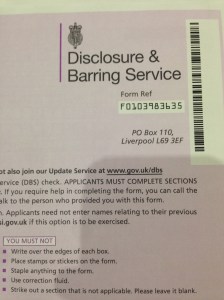 Disclosure &
Barring Service
Form Ref
F0103983635
PO Box 110,
Liverpool L69 3EF
ot also join our Update Service at www.gov.uk/dbs
ervice (DBS) check. APPLICANTS MUST COMPLETE SECTIONS
y. If you require help in completing the form, you can call the
alk to the person who provided you with this form.
n. Applicants need not enter names relating to their previous
si.gov.uk if this option is to be exercised.
YOU MUST NOT
Write over the edges of each box.
Place stamps or stickers on the form.
Staple anything to the form.
Use correction fluid.
Strike out a section that is not applicable. Please leave it blank.